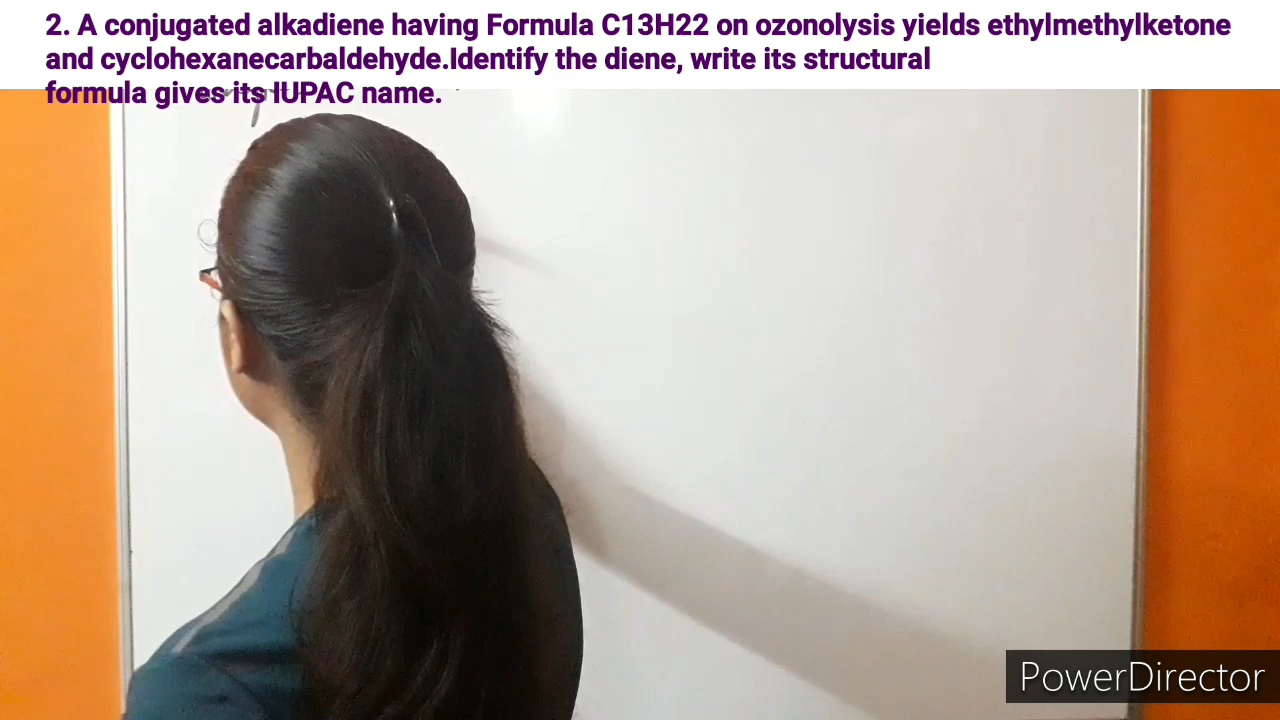 2. A conjugated alkadiene having Formula C13H22 on ozonolysis yields ethylmethylketone
and cyclohexanecarbaldehyde.Identify the diene, write its structural
formula gives its IUPAC name.
PowerDirector